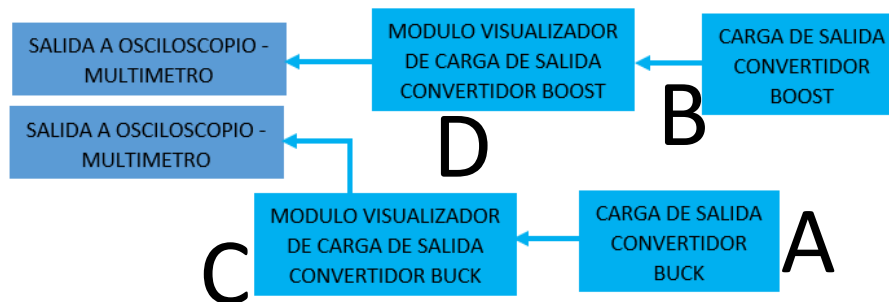 SALIDA A OSCILOSCOPIO -
MULTIMETRO
MODULO VISUALIZADOR
DE CARGA DE SALIDA
CONVERTIDOR BOOST
CARGA DE SALIDA
CONVERTIDOR
BOOST
D
B
SALIDA A OSCILOSCOPIO -
MULTIMETRO
MODULO VISUALIZADOR
DE CARGA DE SALIDA
CONVERTIDOR BUCK
CARGA DE SALIDA
CONVERTIDOR
BUCK
C
A